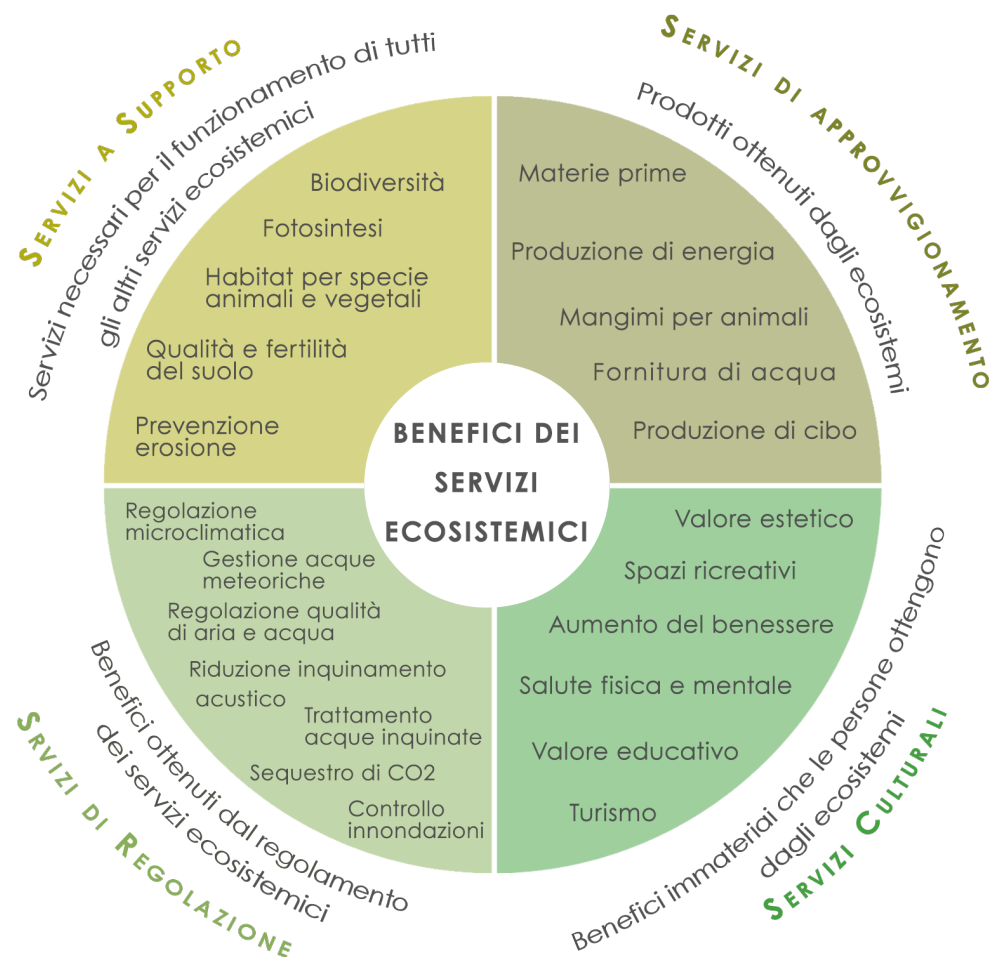 SERVIZI A SUPPORTO
Servizi necessari per il funzionamento di tutti
gli altri servizi ecosistemici
Biodiversità
Fotosintesi
Habitat per specie
animali e vegetali
Qualità e fertilità
del suolo
Prevenzione
erosione
SERVIZI DI APPROVVIGIONAMENTO
Prodotti ottenuti dagli ecosistemi
Materie prime
Produzione di energia
Mangimi per animali
Fornitura di acqua
Produzione di cibo
BENEFICI DEI
SERVIZI
ECOSISTEMICI
Regolazione
microclimatica
Gestione acque
meteoriche
Regolazione qualità
di aria e acqua
Riduzione inquinamento
acustico
Trattamento
acque inquinate
Sequestro di CO2
Controllo
innondazioni
Benefici ottenuti dal regolamento
dei servizi ecosistemici
SRVIZI DI REGOLAZIONE
Valore estetico
Spazi ricreativi
Aumento del benessere
Salute fisica e mentale
Valore educativo
Turismo
Benefici immateriai che le persone ottengono
dagli ecosistemi
SERVIZI CULTURALI